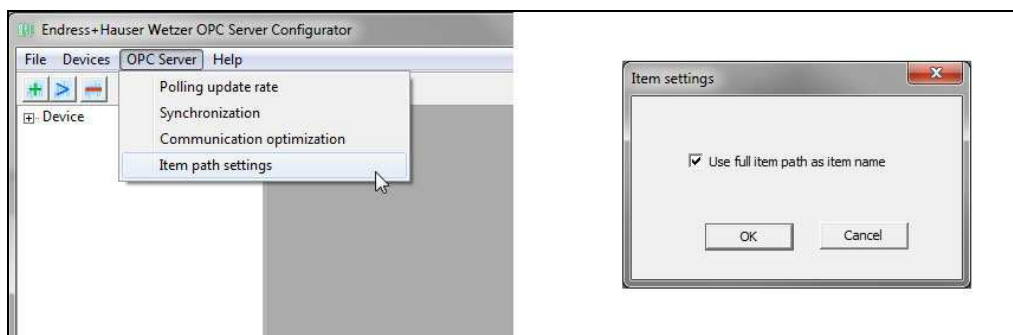 Endress+Hauser Wetzer OPC Server Configurator
File Devices OPC Server Help
Polling update rate
Synchronization
Communication optimization
Item path settings
Device
Item settings
Use full item path as item name
OK Cancel